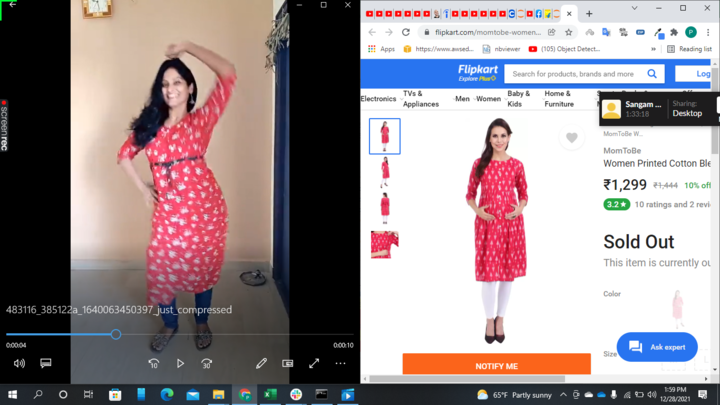 screenrec
483116_385122a_1640063450397_just_compressed
0:00:04
0:00:10
10
30
flipkart.com/momtobe-women...
P
Apps
https://www.awsed...
nbviewer
(105) Object Detect...
»
Reading list
Flipkart
Explore Plus
Search for products, brands and more
Log
Electronics
TVs & Appliances
Men
Women
Baby & Kids
Home & Furniture
Sangam ...
1:33:18
Sharing:
Desktop
MomToBe W...
MomToBe
Women Printed Cotton Ble
₹1,299 ₹1,444 10% off
3.2★ 10 ratings and 2 revi
Sold Out
This item is currently ou
Color
Size
Ask expert
NOTIFY ME
65°F Partly sunny
1:59 PM
12/28/2021